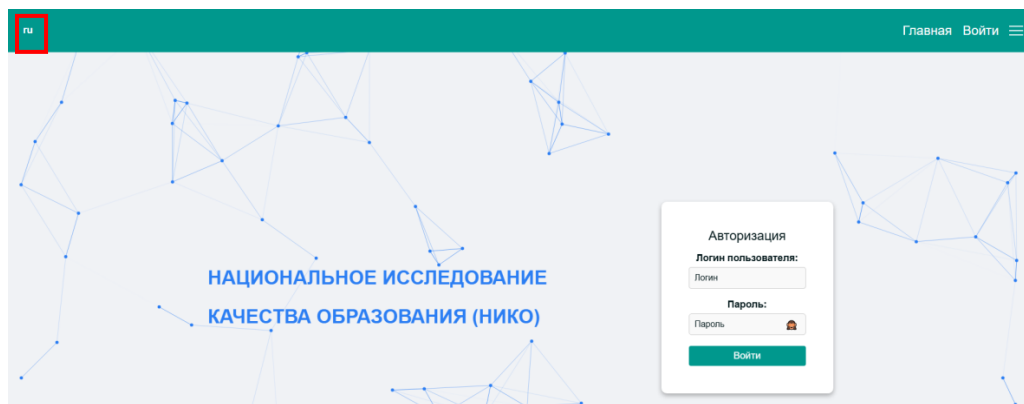 ru
Главная Войти
НАЦИОНАЛЬНОЕ ИССЛЕДОВАНИЕ
КАЧЕСТВА ОБРАЗОВАНИЯ (НИКО)
Авторизация
Логин пользователя:
Логин
Пароль:
Пароль
Войти